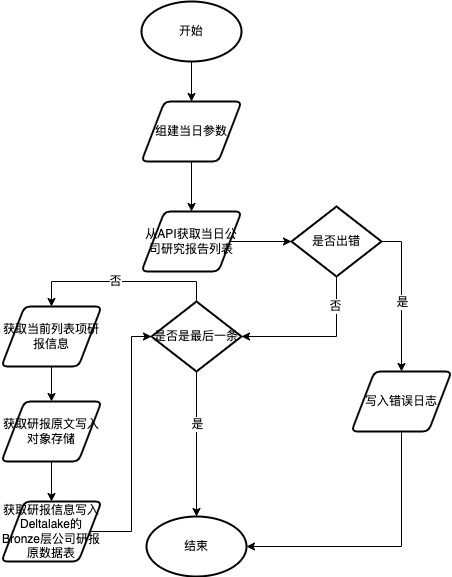 开始
组建当日参数
从API获取当日公
司研究报告列表
是否出错
否
否
是
获取当前列表项研
报信息
是否是最后一条
获取研报原文写入
对象存储
写入错误日志
是
获取研报信息写入
Deltalake的
Bronze层公司研报
原数据表
结束